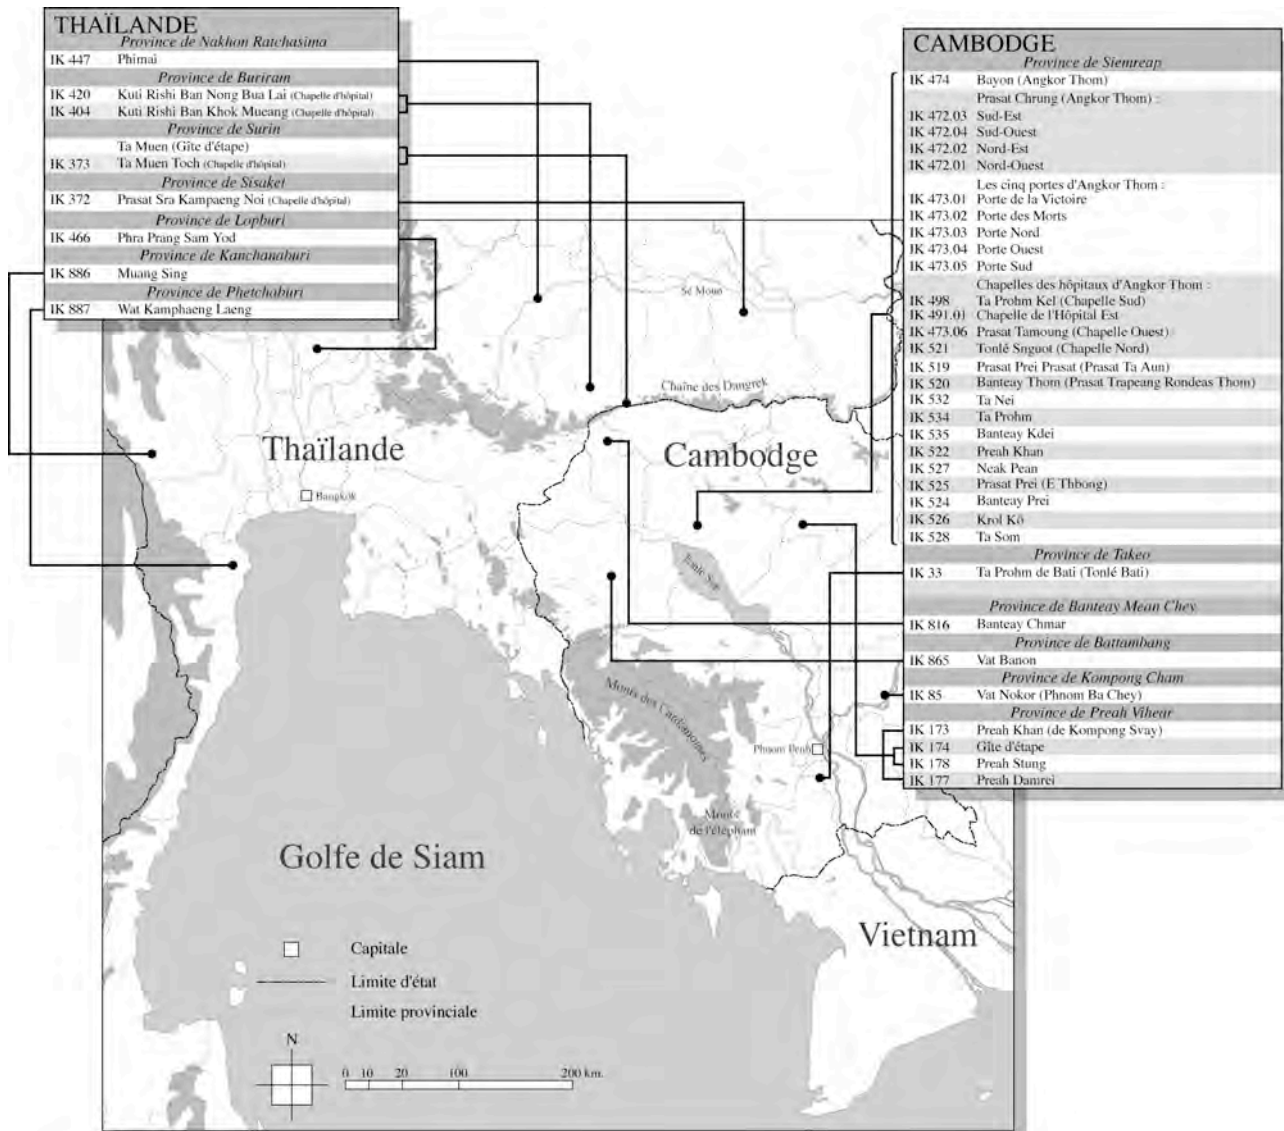 THAÏLANDE
Province de Nakhon Ratchasima
IK 447 Phimai
Province de Buriram
IK 420 Kuti Rishi Ban Nong Bua Lai (Chapelle d'hôpital)
IK 404 Kuti Rishi Ban Khok Mueang (Chapelle d'hôpital)
Province de Surin
Ta Muen (Gîte d'étape)
IK 373 Ta Muen Toch (Chapelle d'hôpital)
Province de Sisaket
IK 372 Prasat Sra Kampaeng Noi (Chapelle d'hôpital)
Province de Lopburi
IK 466 Phra Prang Sam Yod
Province de Kanchanaburi
IK 886 Muang Sing
Province de Phetchaburi
IK 887 Wat Kamphaeng Laeng
CAMBODGE
Province de Siemreap
IK 474 Bayon (Angkor Thom)
Prasat Chrung (Angkor Thom) :
IK 472.03 Sud-Est
IK 472.04 Sud-Ouest
IK 472.02 Nord-Est
IK 472.01 Nord-Ouest
Les cinq portes d'Angkor Thom :
IK 473.01 Porte de la Victoire
IK 473.02 Porte des Morts
IK 473.03 Porte Nord
IK 473.04 Porte Ouest
IK 473.05 Porte Sud
Chapelles des hôpitaux d'Angkor Thom :
IK 498 Ta Prohm Kel (Chapelle Sud)
IK 491.01 Chapelle de l'Hôpital Est
IK 473.06 Prasat Tamoung (Chapelle Ouest)
IK 521 Tonlé Snguot (Chapelle Nord)
IK 519 Prasat Prei Prasat (Prasat Ta Aun)
IK 520 Banteay Thom (Prasat Trapeang Rondeas Thom)
IK 532 Ta Nei
IK 534 Ta Prohm
IK 535 Banteay Kdei
IK 522 Preah Khan
IK 527 Neak Pean
IK 525 Prasat Prei (E Thbong)
IK 524 Banteay Prei
IK 526 Krol Kô
IK 528 Ta Som
Province de Takeo
IK 33 Ta Prohm de Bati (Tonlé Bati)
Province de Banteay Mean Chey
IK 816 Banteay Chmar
Province de Battambang
IK 865 Vat Banon
Province de Kompong Cham
IK 85 Vat Nokor (Phnom Ba Chey)
Province de Preah Vihear
IK 173 Preah Khan (de Kompong Svay)
IK 174 Gîte d'étape
IK 178 Preah Stung
IK 177 Preah Damrei
Sé Moun
Chaîne des Dangrek
Thaïlande
Cambodge
Bangkok
Tonlé Sap
Monts des Cardamomes
Phnom Penh
Monts
de l'éléphant
Golfe de Siam
Vietnam
Capitale
Limite d'état
Limite provinciale
N
0 10 20 100 200 km.